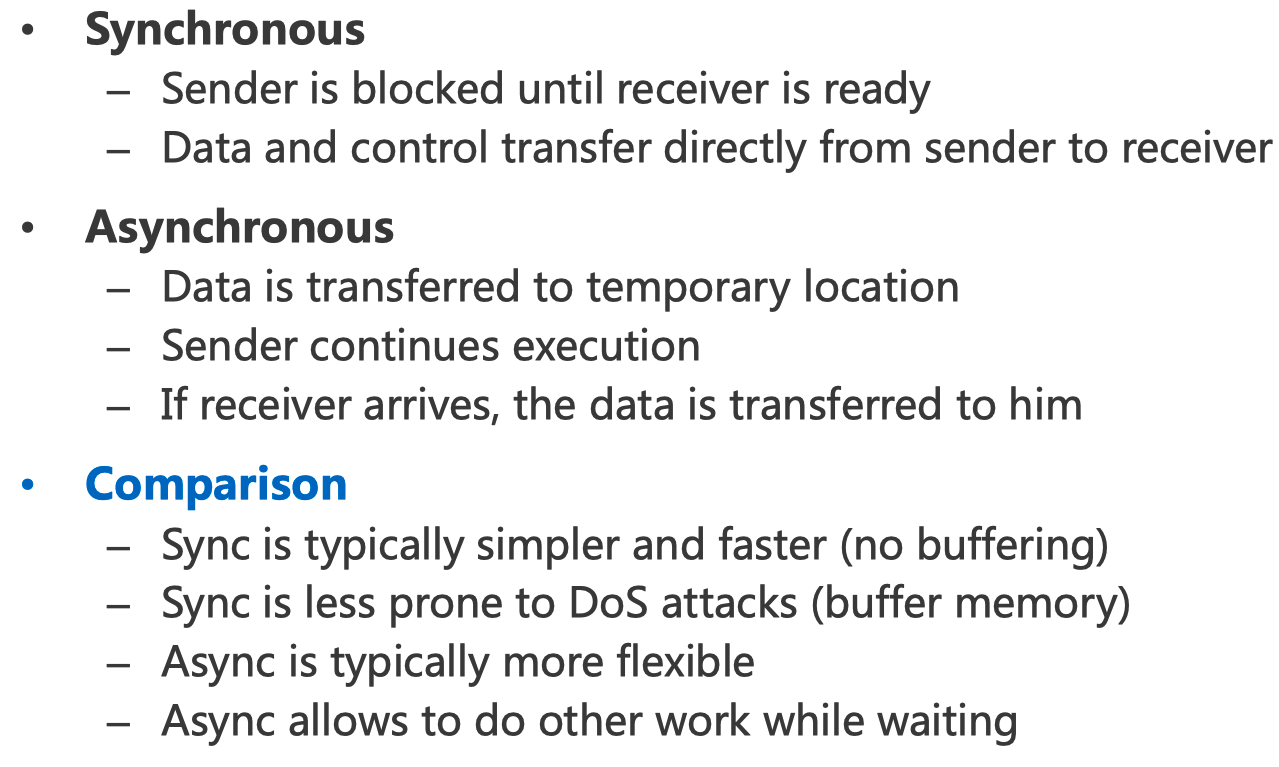 • Synchronous
– Sender is blocked until receiver is ready
– Data and control transfer directly from sender to receiver
• Asynchronous
– Data is transferred to temporary location
– Sender continues execution
– If receiver arrives, the data is transferred to him
• Comparison
– Sync is typically simpler and faster (no buffering)
– Sync is less prone to DoS attacks (buffer memory)
– Async is typically more flexible
– Async allows to do other work while waiting